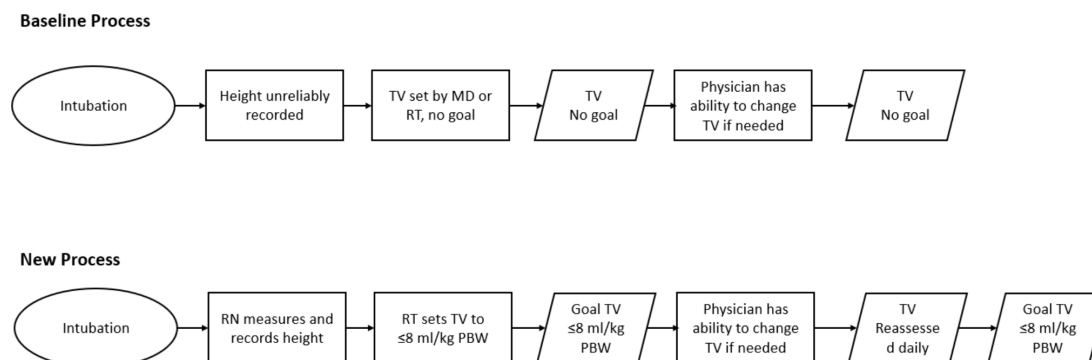 Baseline Process
Intubation
Height unreliably
recorded
TV set by MD or
RT, no goal
TV
No goal
Physician has
ability to change
TV if needed
TV
No goal
New Process
Intubation
RN measures and
records height
RT sets TV to
≤8 ml/kg PBW
Goal TV
≤8 ml/kg
PBW
Physician has
ability to change
TV if needed
TV
Reassesse
d daily
Goal TV
≤8 ml/kg
PBW